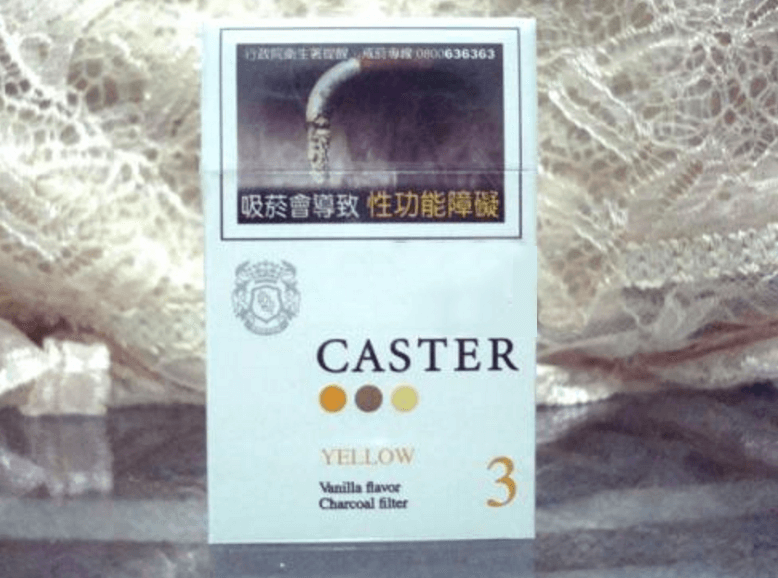 行政院衛生署提醒 戒菸專線 0800636363
吸菸會導致 性功能障礙
CASTER
YELLOW
3
Vanilla flavor
Charcoal filter